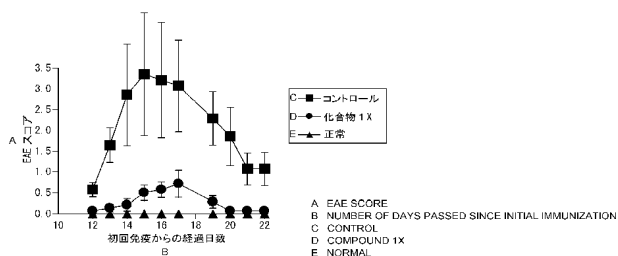 3.5
3.0
2.5
2.0
1.5
1.0
0.5
0.0
A
EAE スコア
10 12 14 16 18 20 22
初回免疫からの経過日数
B
C コントロール
D 化合物 1X
E 正常
A EAE SCORE
B NUMBER OF DAYS PASSED SINCE INITIAL IMMUNIZATION
C CONTROL
D COMPOUND 1X
E NORMAL